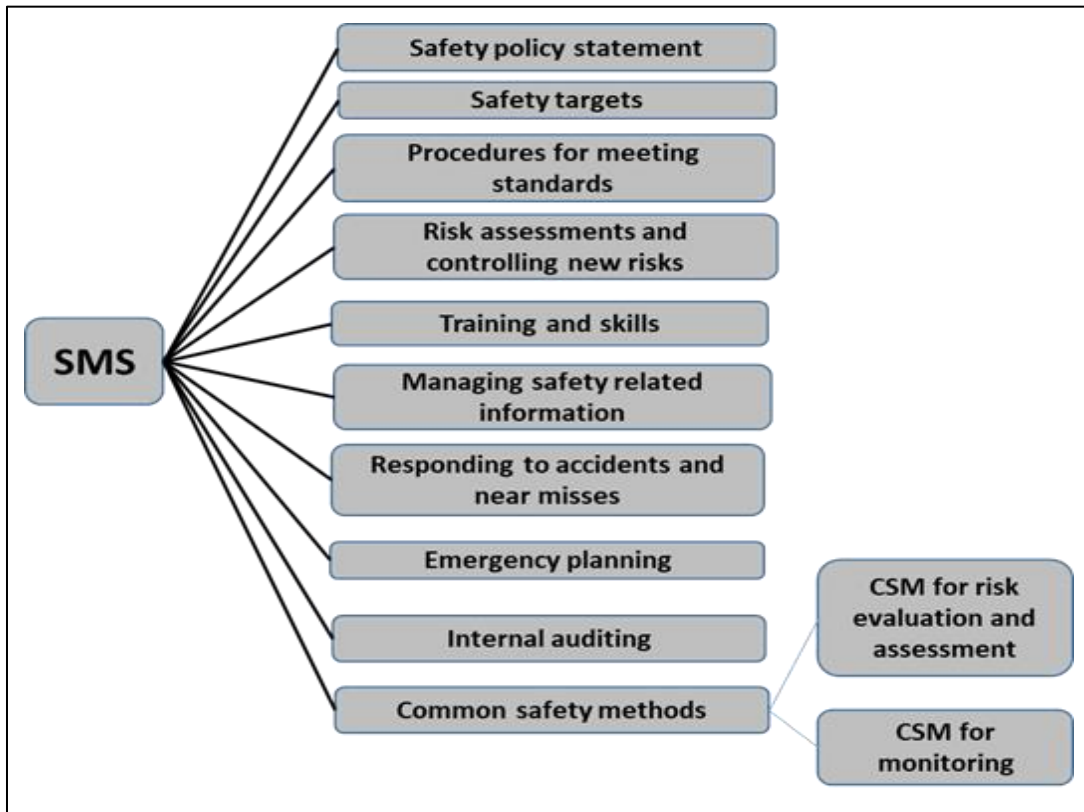 Safety policy statement
Safety targets
Procedures for meeting
standards
Risk assessments and
controlling new risks
SMS
Training and skills
Managing safety related
information
Responding to accidents and
near misses
Emergency planning
Internal auditing
Common safety methods
CSM for risk
evaluation and
assessment
CSM for
monitoring